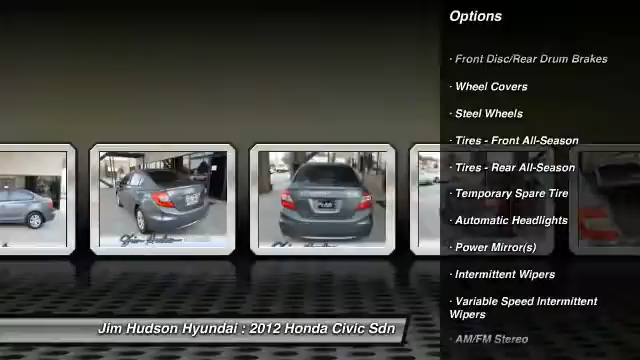 Options
· Front Disc/Rear Drum Brakes
· Wheel Covers
· Steel Wheels
· Tires - Front All-Season
· Tires - Rear All-Season
· Temporary Spare Tire
· Automatic Headlights
· Power Mirror(s)
· Intermittent Wipers
· Variable Speed Intermittent
Wipers
· AM/FM Stereo
Jim Hudson Hyundai : 2012 Honda Civic Sdn